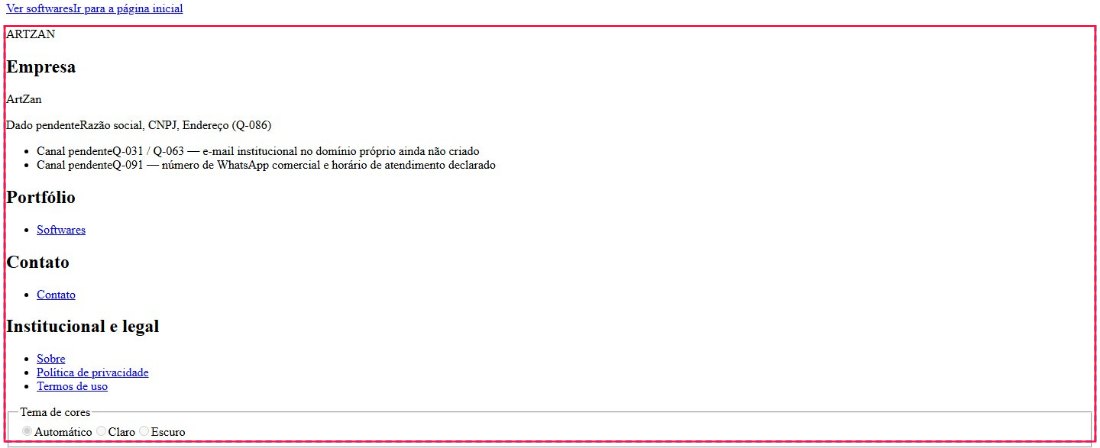 Ver softwaresIr para a página inicial
ARTZAN
Empresa
ArtZan
Dado pendenteRazão social, CNPJ, Endereço (Q-086)
Canal pendenteQ-031 / Q-063 — e-mail institucional no domínio próprio ainda não criado
Canal pendenteQ-091 — número de WhatsApp comercial e horário de atendimento declarado
Portfólio
Softwares
Contato
Contato
Institucional e legal
Sobre
Política de privacidade
Termos de uso
Tema de cores
Automático Claro Escuro